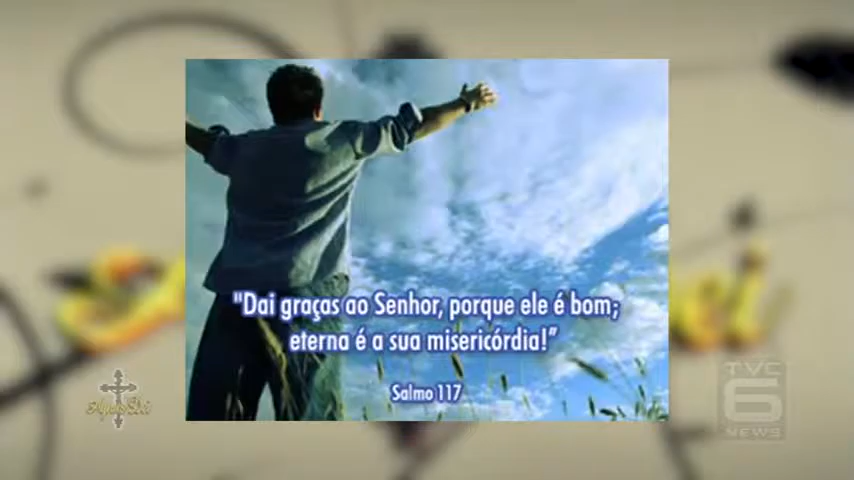 "Dai graças ao Senhor, porque ele é bom;
eterna é a sua misericórdia!"
Salmo 117
TVC
6
NEWS